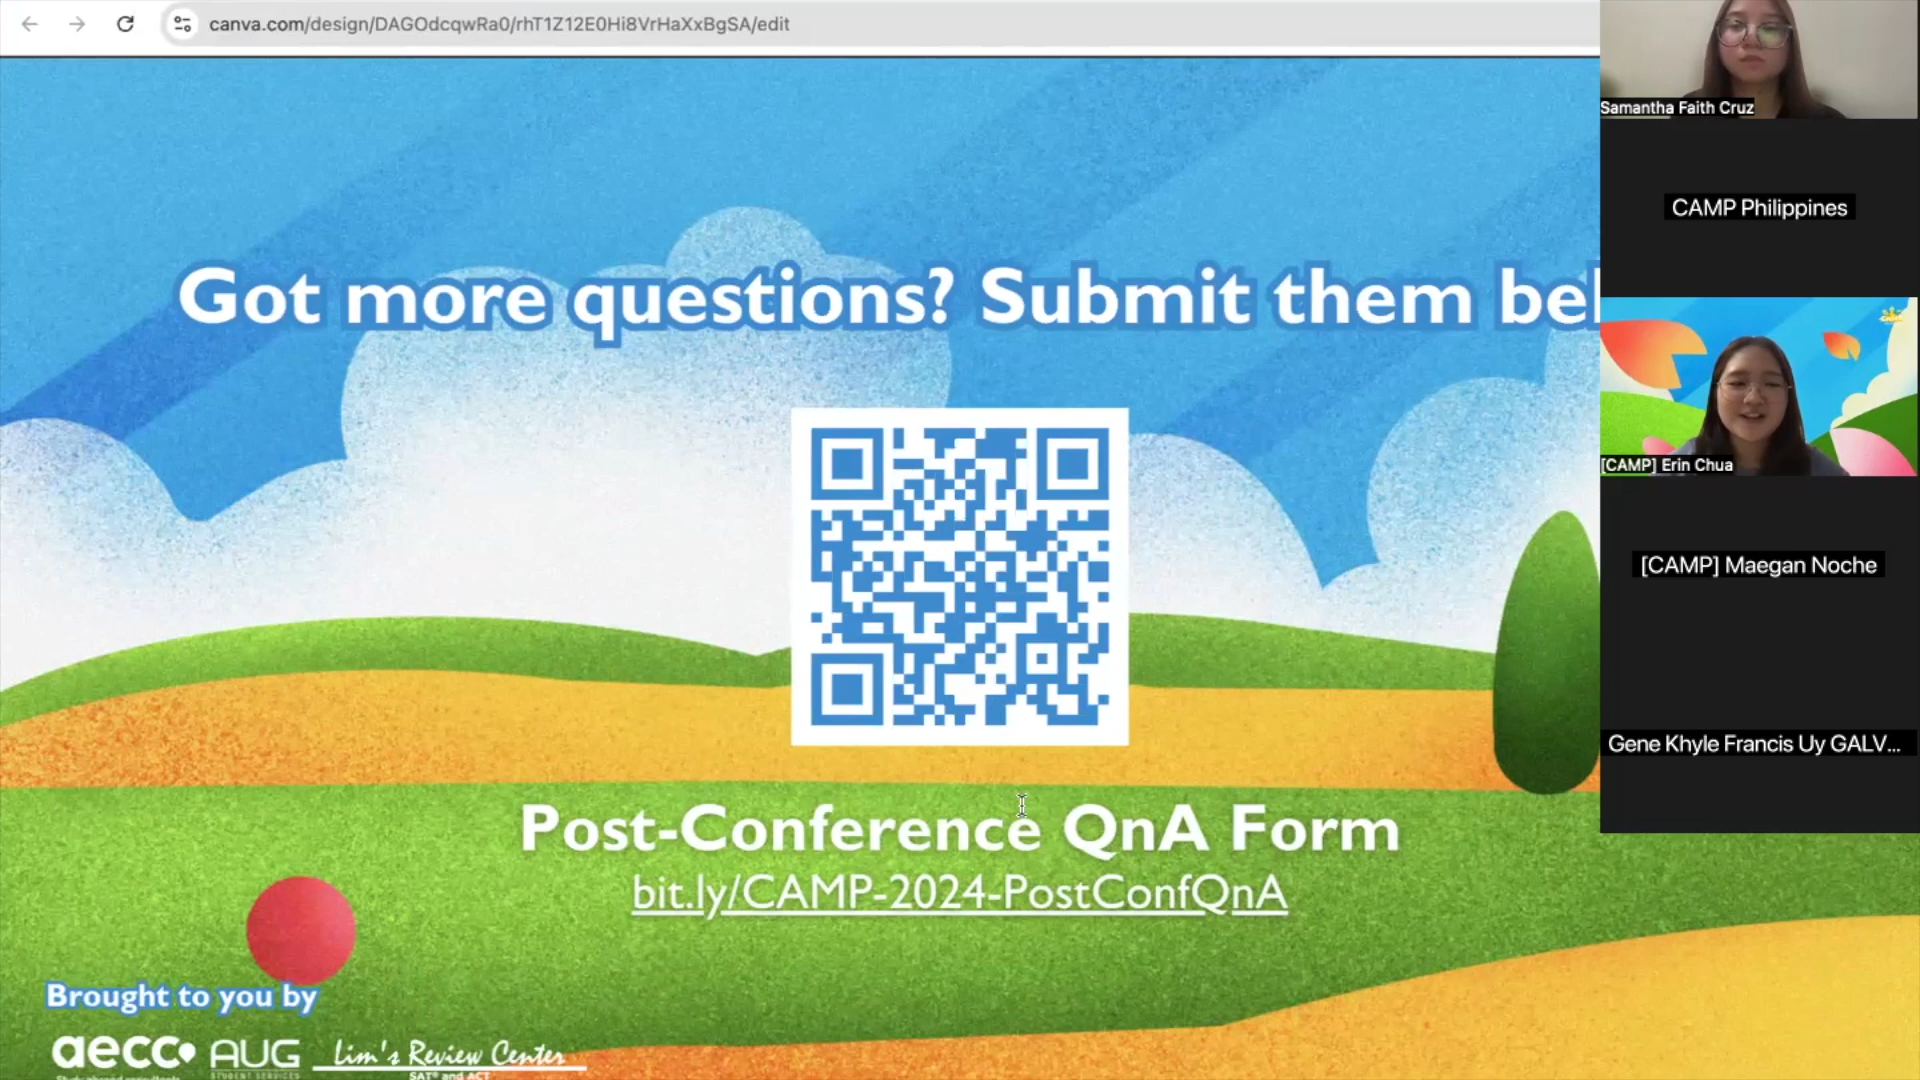 canva.com/design/DAGOdcqwRa0/rhT1Z12E0Hi8VrHaXxBgSA/edit
Samantha Faith Cruz
CAMP Philippines
Got more questions? Submit them bel
[CAMP] Erin Chua
[CAMP] Maegan Noche
Gene Khyle Francis Uy GALV...
Post-Conference QnA Form
bit.ly/CAMP-2024-PostConfQnA
Brought to you by
aecc AUG Lim's Review Center
STUDENT SERVICES
SAT® and ACT